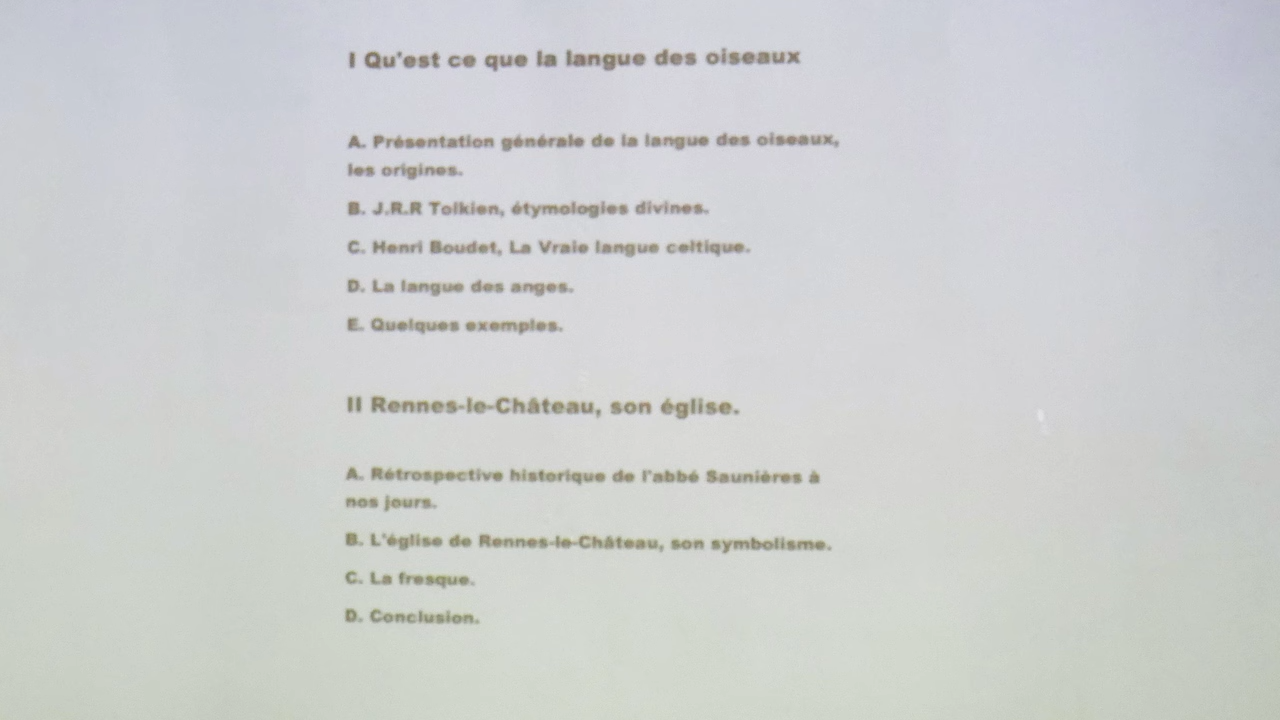 I Qu'est ce que la langue des oiseaux
A. Présentation générale de la langue des oiseaux,
les origines.
B. J.R.R Tolkien, étymologies divines.
C. Henri Boudet, La Vraie langue celtique.
D. La langue des anges.
E. Quelques exemples.
II Rennes-le-Château, son église.
A. Rétrospective historique de l'abbé Saunières à
nos jours.
B. L'église de Rennes-le-Château, son symbolisme.
C. La fresque.
D. Conclusion.